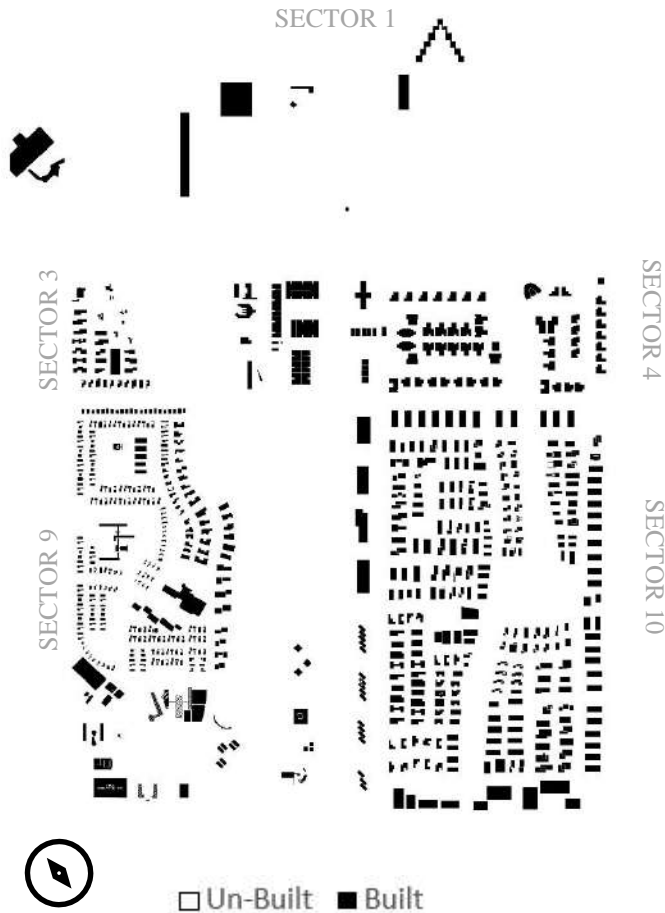 SECTOR 1
SECTOR 3
SECTOR 4
SECTOR 9
SECTOR 10
Un-Built
Built